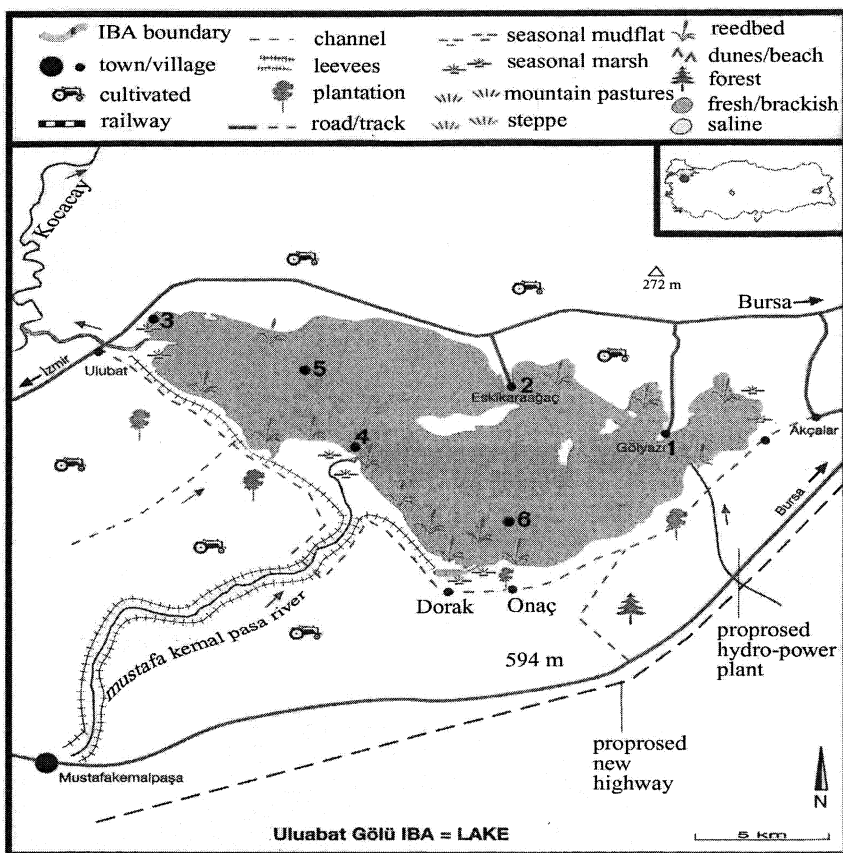 IBA boundary
channel
seasonal mudflat
reedbed
town/village
leevees
seasonal marsh
dunes/beach
cultivated
plantation
mountain pastures
forest
railway
road/track
steppe
fresh/brackish
saline
Kocacay
272 m
Bursa
3
Izmir
Ulubat
5
2
Eskikaraağaç
4
1
Gölyazı
Akçalar
6
Bursa
Dorak
Onaç
mustafa kemal pasa river
594 m
proprosed
hydro-power
plant
proprosed
new
highway
Mustafakemalpaşa
N
Uluabat Gölü IBA = LAKE
5 km